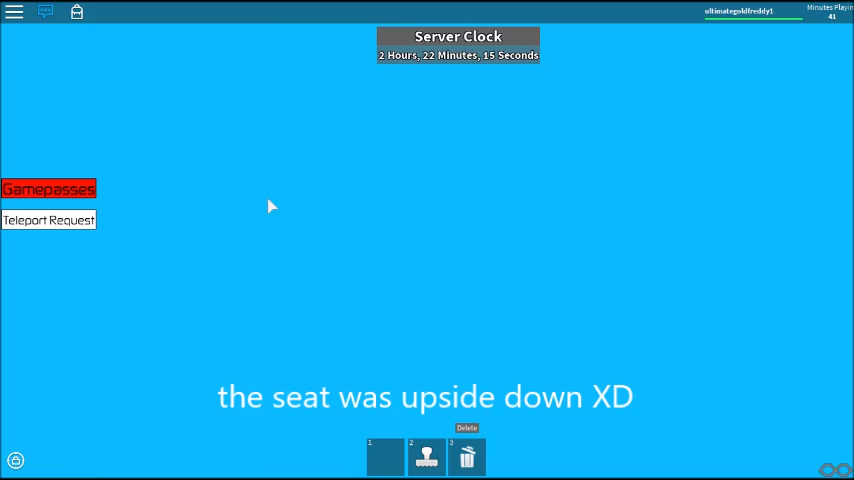 Server Clock
2 Hours, 22 Minutes, 15 Seconds
ultimategoldfreddy1
Minutes Playin
41
Gamepasses
Teleport Request
the seat was upside down XD
Delete
1
2
3